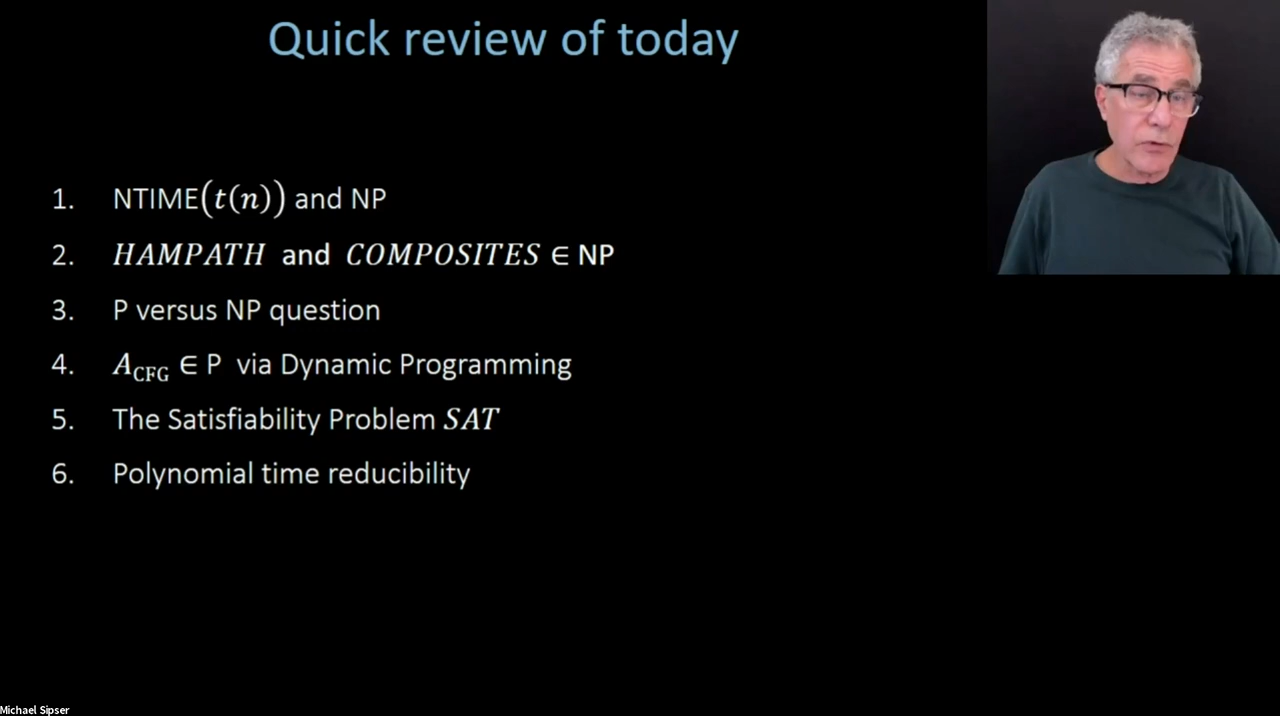 Quick review of today
1. NTIME(t(n)) and NP
2. HAMPATH and COMPOSITES ∈ NP
3. P versus NP question
4. A_CFG ∈ P via Dynamic Programming
5. The Satisfiability Problem SAT
6. Polynomial time reducibility
Michael Sipser